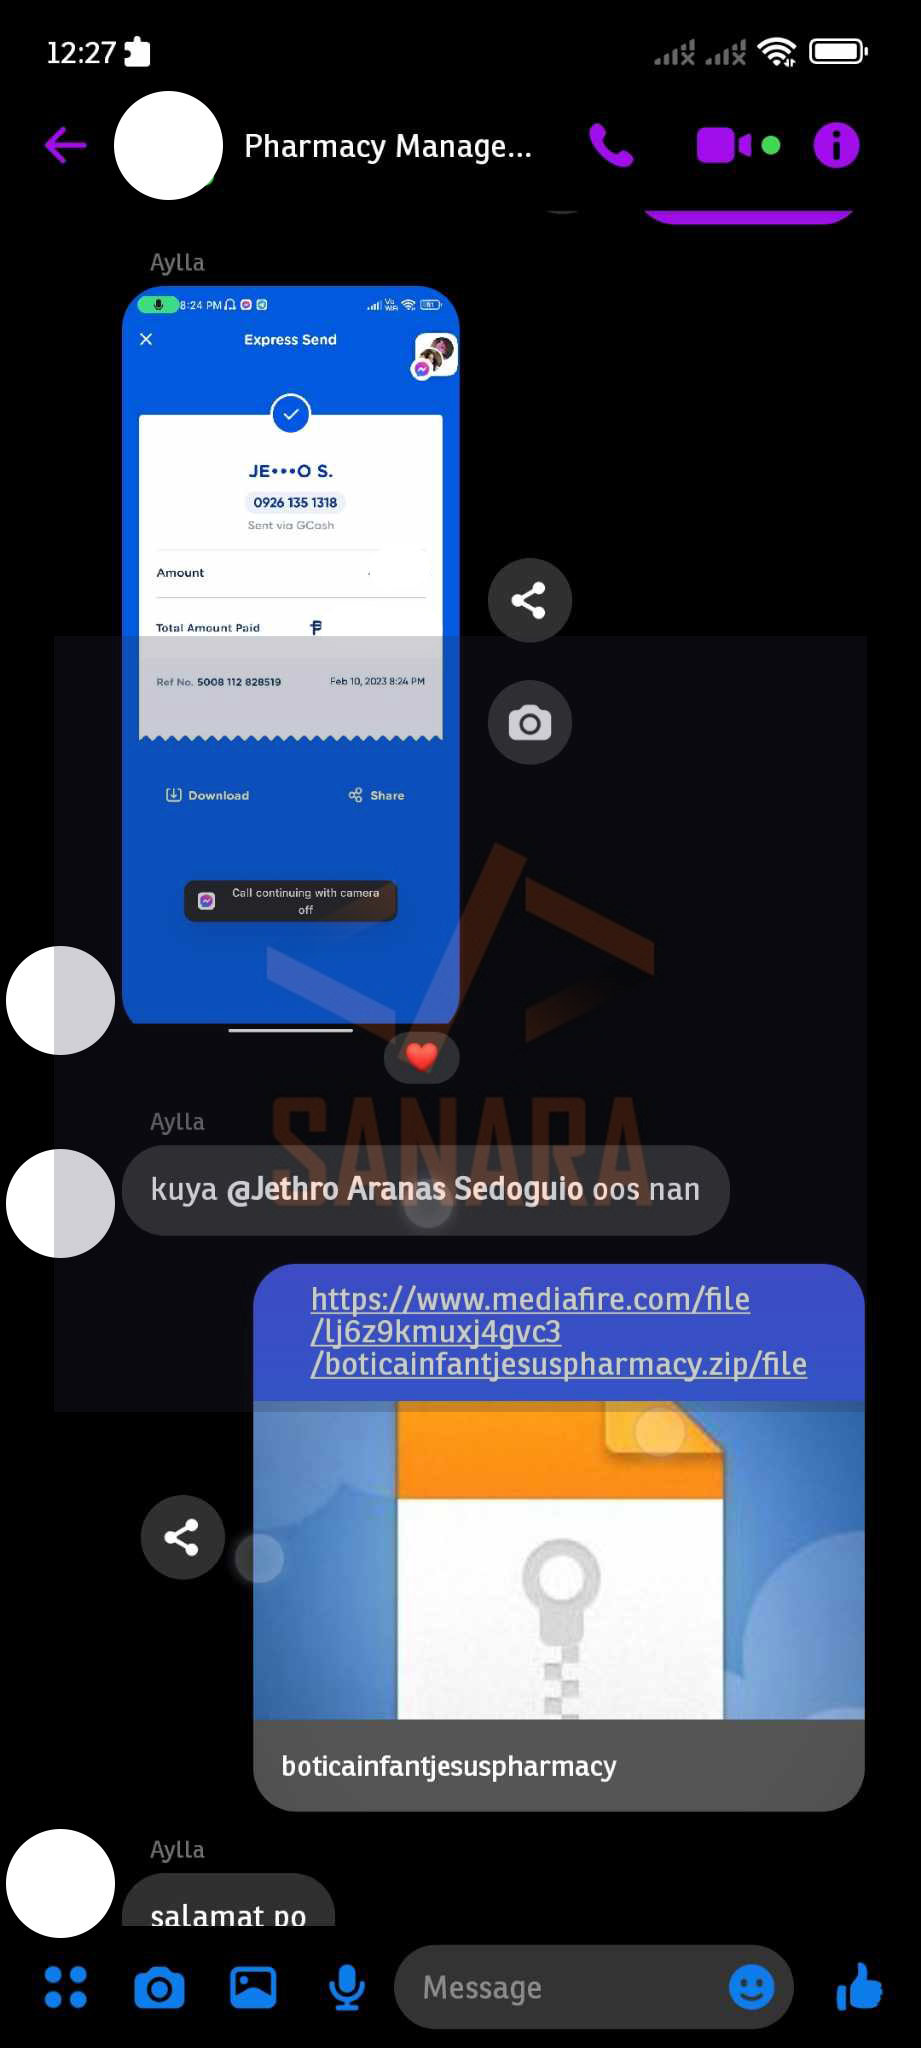 12:27
Pharmacy Manage...
Aylla
8:24 PM
Express Send
JE•••O S.
0926 135 1318
Sent via GCash
Amount
Total Amount Paid ₱
Ref No. 5008 112 828519 Feb 10, 2023 8:24 PM
Download Share
Call continuing with camera
off
SANARA
Aylla
kuya @Jethro Aranas Sedoguio oos nan
https://www.mediafire.com/file
/lj6z9kmuxj4gvc3
/boticainfantjesuspharmacy.zip/file
boticainfantjesuspharmacy
Aylla
salamat po
Message